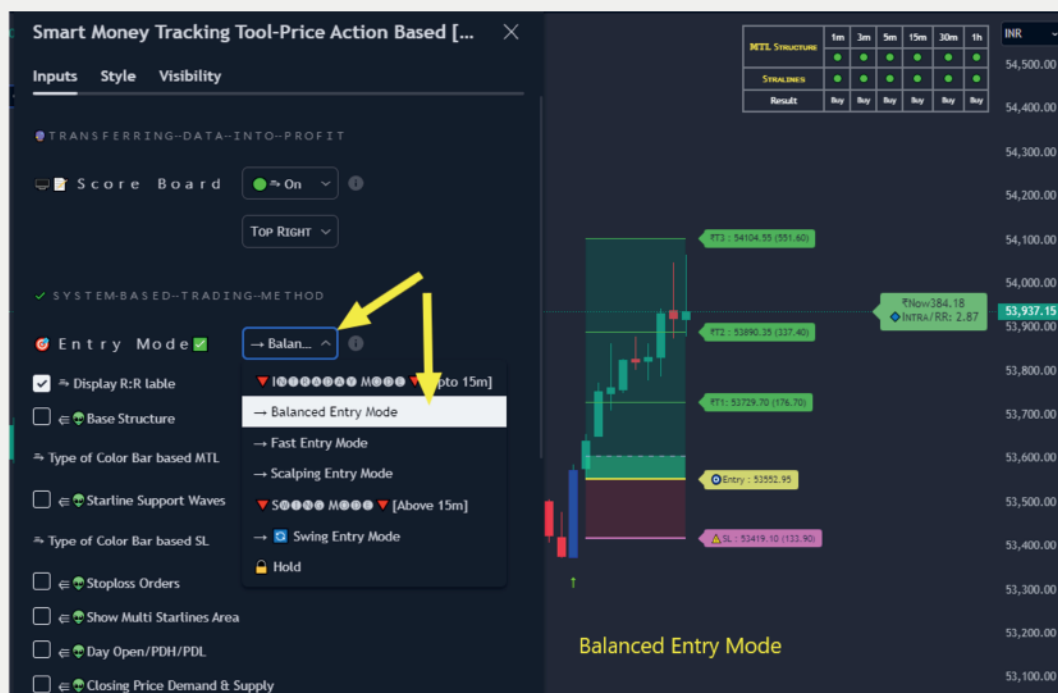 Smart Money Tracking Tool-Price Action Based [...
Inputs Style Visibility
TRANSFERRING--DATA--INTO--PROFIT
Score Board
On
TOP RIGHT
SYSTEM-BASED--TRADING--METHOD
Entry Mode
→ Balan...
Display R:R lable
Base Structure
Type of Color Bar based MTL
Starline Support Waves
Type of Color Bar based SL
Stoploss Orders
Show Multi Starlines Area
Day Open/PDH/PDL
Closing Price Demand & Supply
INTRADAY MODE [Upto 15m]
→ Balanced Entry Mode
→ Fast Entry Mode
→ Scalping Entry Mode
SWING MODE [Above 15m]
→ Swing Entry Mode
Hold
MTL STRUCTURE 1m 3m 5m 15m 30m 1h
STRALINES
Result Buy Buy Buy Buy Buy Buy
₹T3 : 54104.55 (551.60)
₹Now384.18
INTRA/RR: 2.87
₹T2 : 53890.35 (337.40)
₹T1: 53729.70 (176.70)
Entry : 53552.95
SL : 53419.10 (133.90)
Balanced Entry Mode
INR
54,500.00
54,400.00
54,300.00
54,200.00
54,100.00
54,000.00
53,937.15
53,900.00
53,800.00
53,700.00
53,600.00
53,500.00
53,400.00
53,300.00
53,200.00
53,100.00